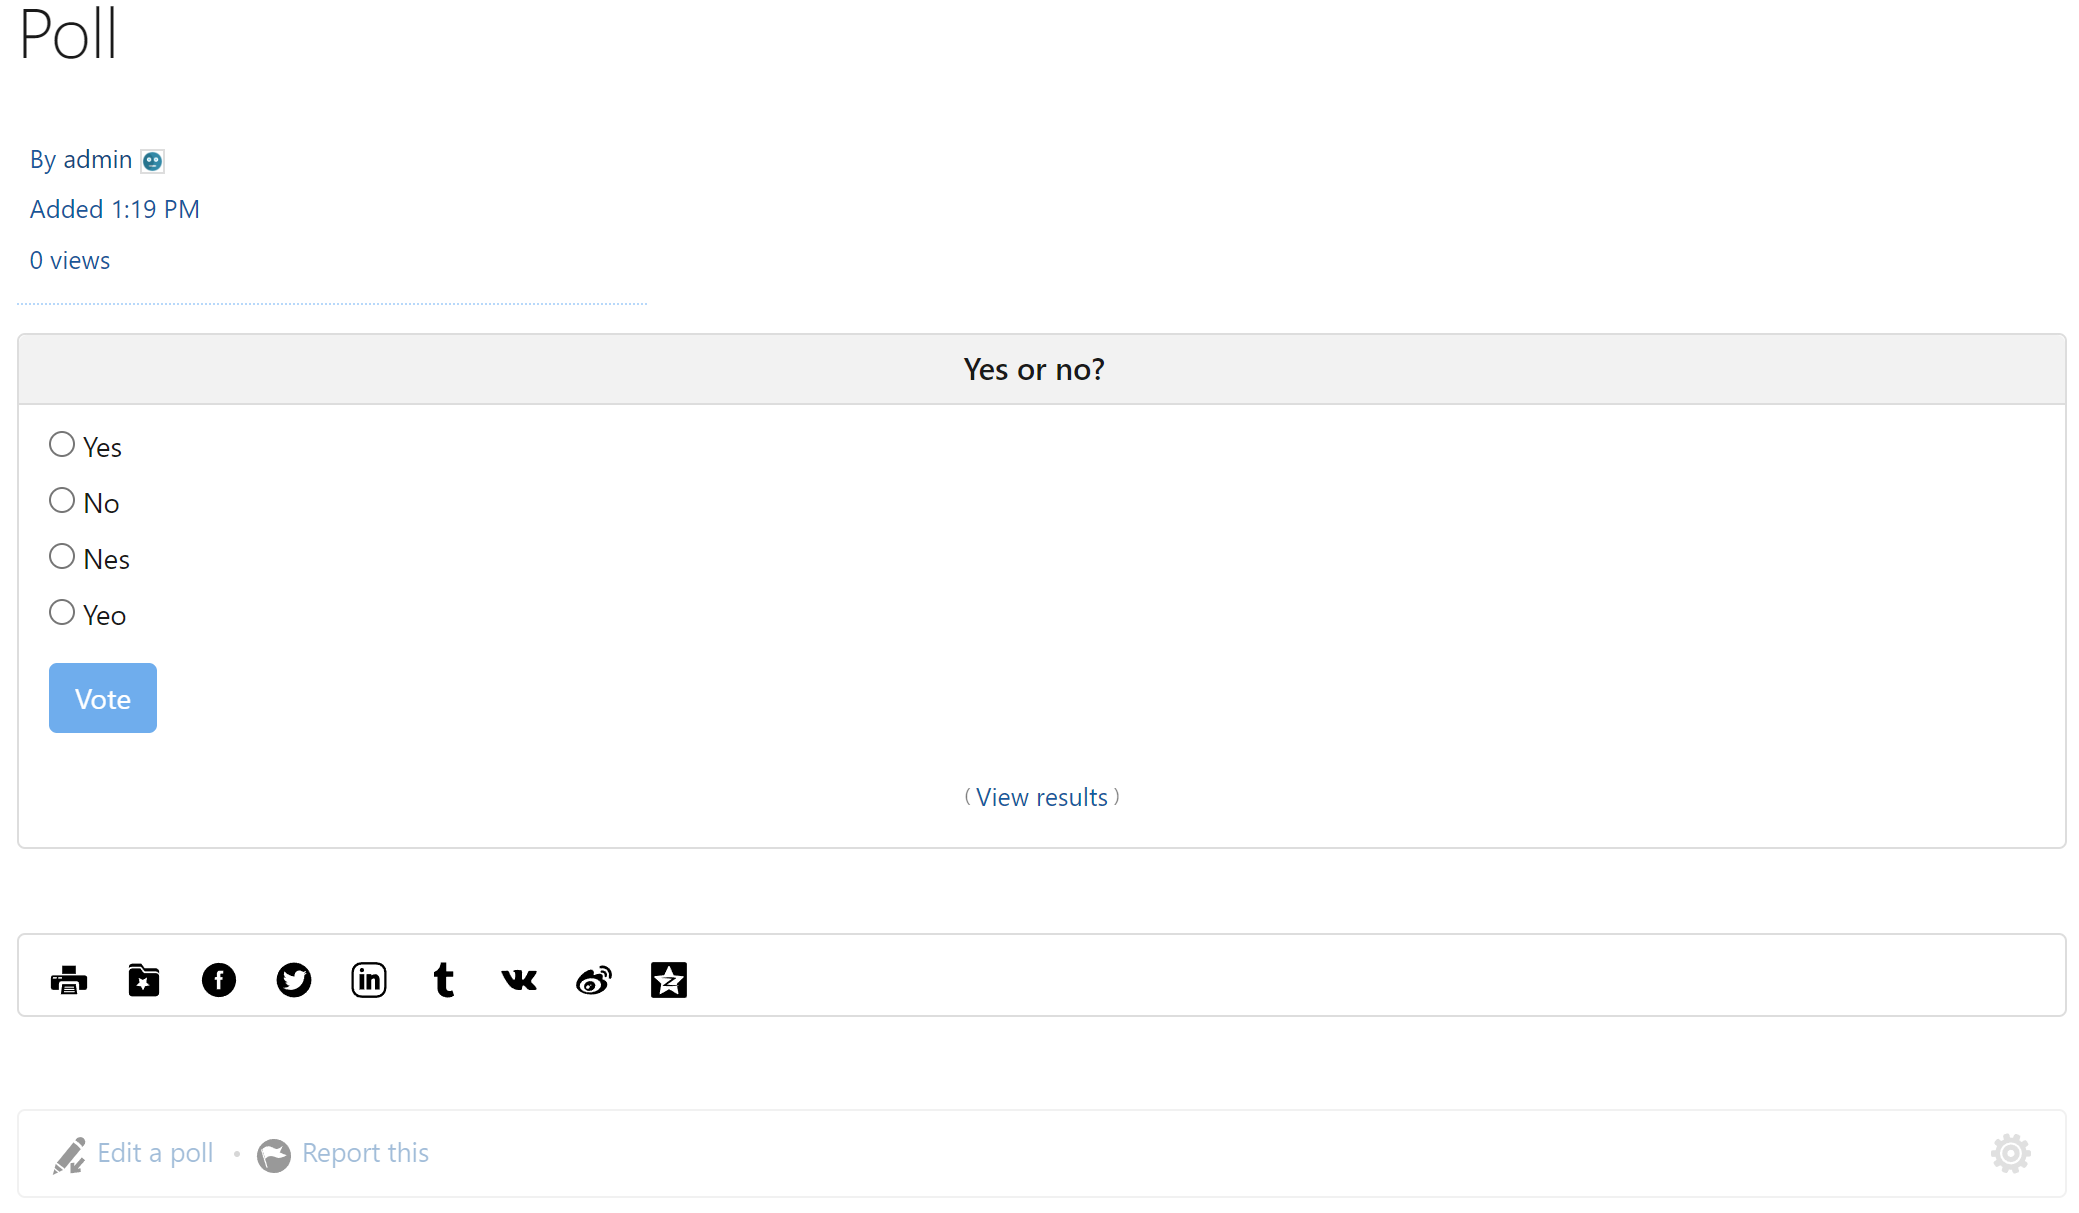 Poll
By admin
Added 1:19 PM
0 views
Yes or no?
Yes
No
Nes
Yeo
Vote
( View results )
Edit a poll • Report this